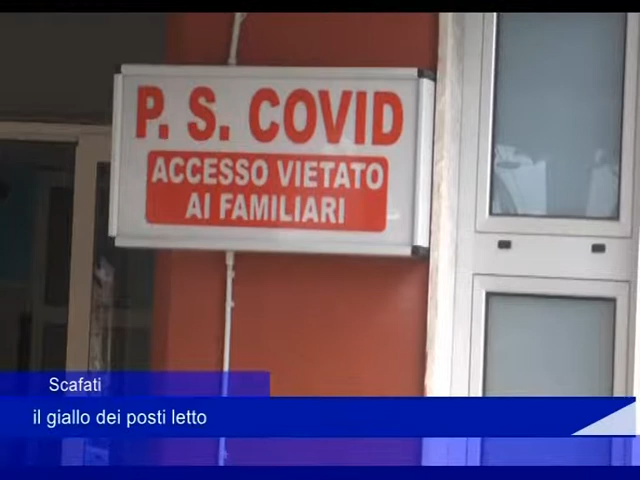 P. S. COVID
ACCESSO VIETATO
AI FAMILIARI
Scafati
il giallo dei posti letto